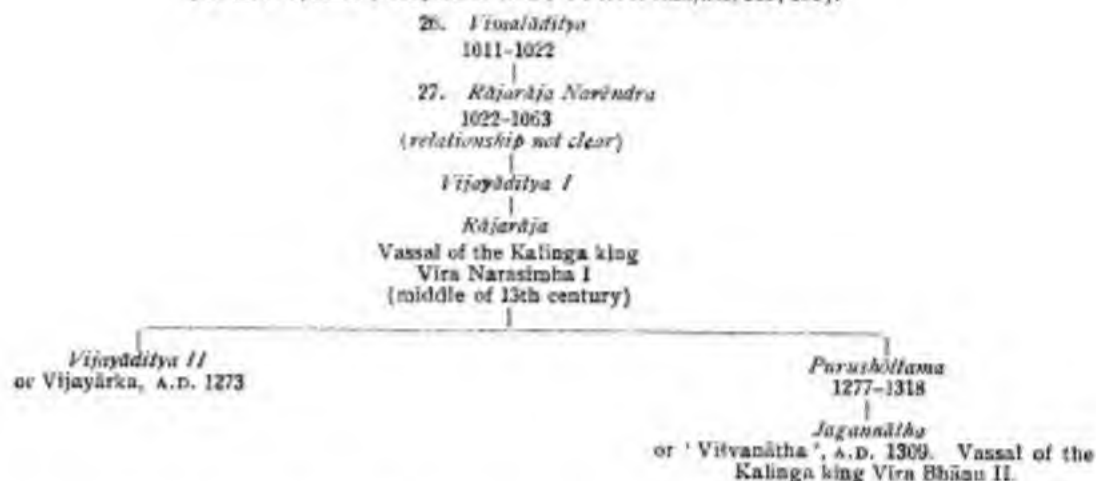 26. Vimalāditya
1011-1022
27. Rājarāja Narēndra
1022-1063
(relationship not clear)
Vijayāditya I
Rājarāja
Vassal of the Kalinga king
Vīra Narasimha I
(middle of 13th century)
Vijayāditya II
or Vijayārka, A.D. 1273
Purushōttama
1277-1318
Jagannātha
or ' Viśvanātha ', A.D. 1309. Vassal of the
Kalinga king Vīra Bhānu II.